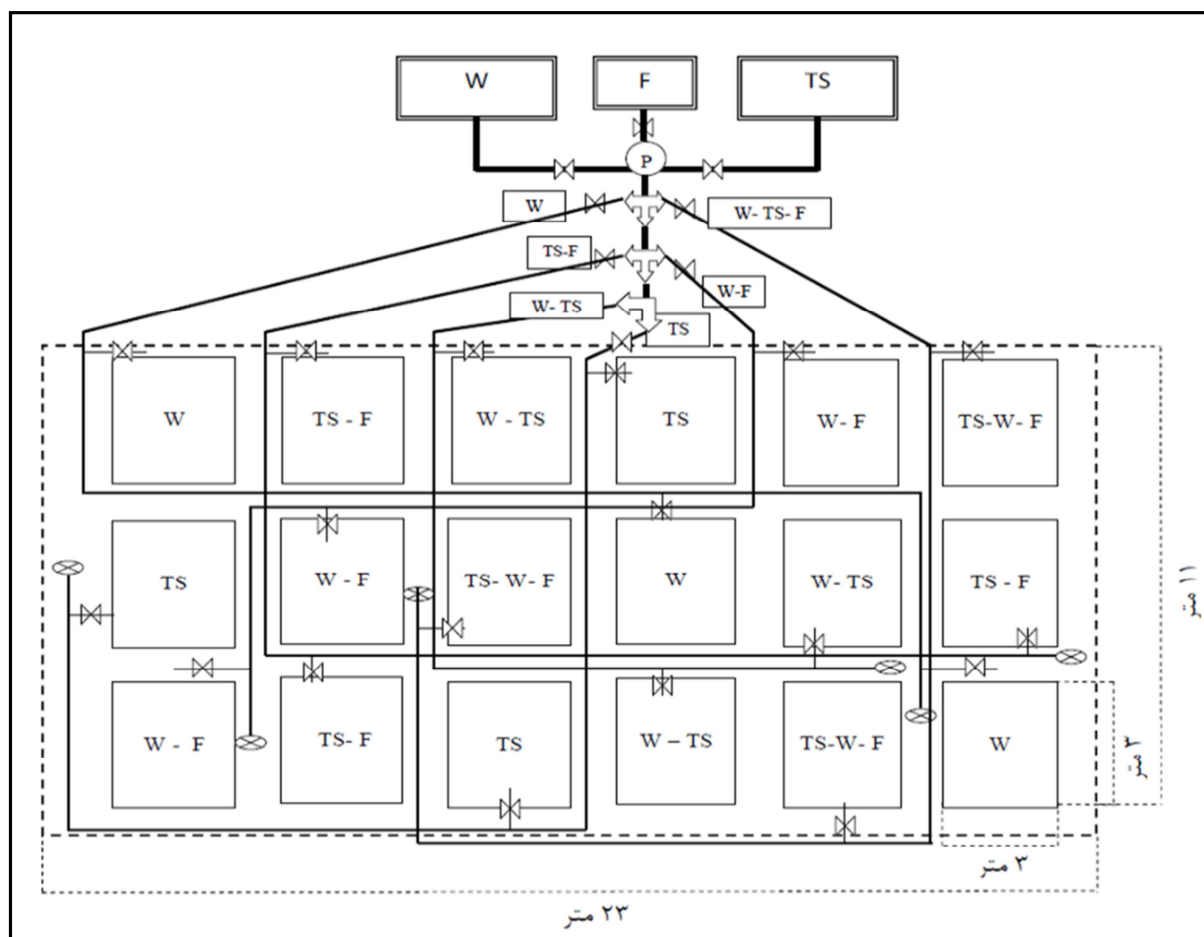 W
F
TS
P
W
W- TS- F
TS-F
W-F
W- TS
TS
W
TS - F
W - TS
TS
W- F
TS-W- F
TS
W - F
TS- W- F
W
W- TS
TS - F
W - F
TS- F
TS
W – TS
TS-W- F
W
۱۱ متر
۳ متر
۳ متر
۲۳ متر